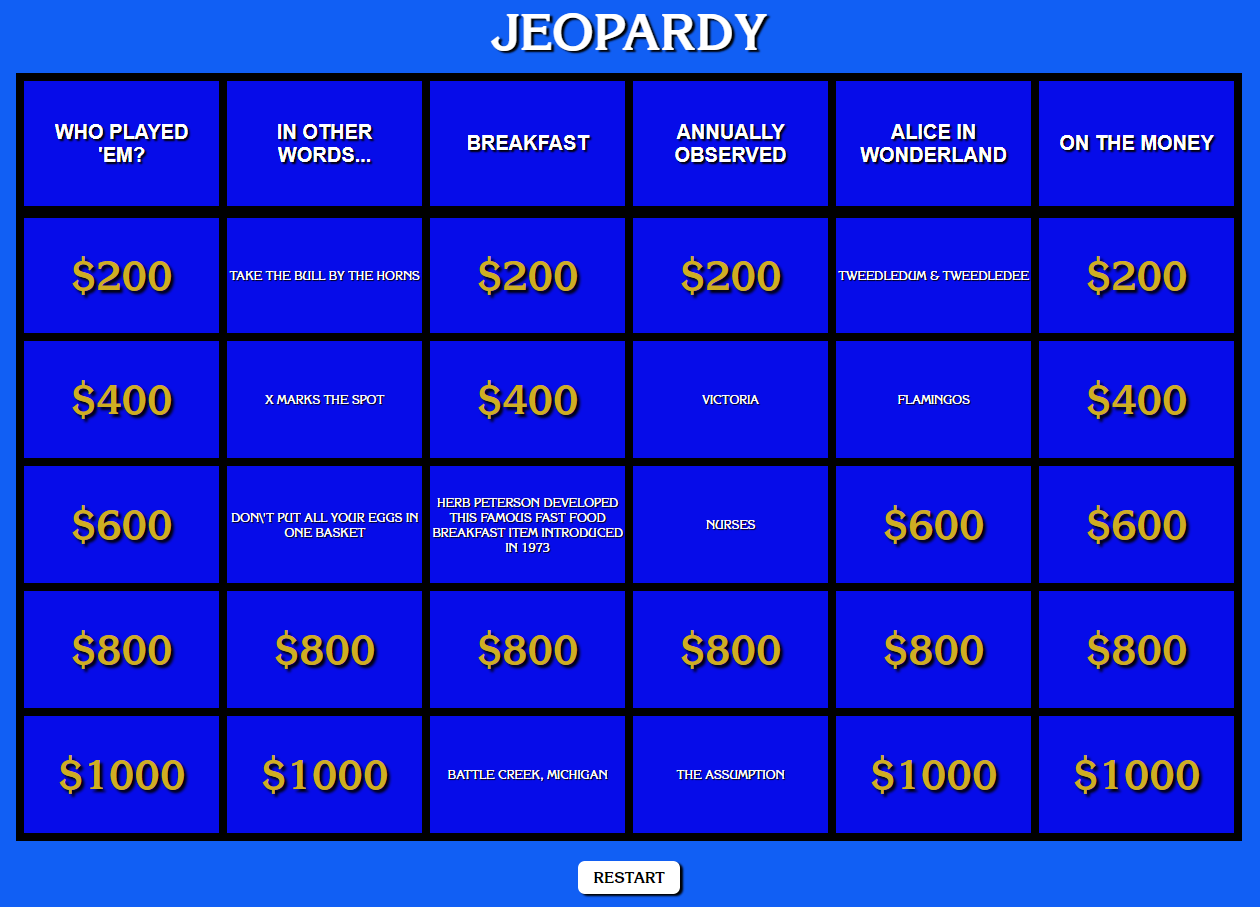 JEOPARDY
WHO PLAYED
'EM?
IN OTHER
WORDS...
BREAKFAST
ANNUALLY
OBSERVED
ALICE IN
WONDERLAND
ON THE MONEY
$200
TAKE THE BULL BY THE HORNS
$200
$200
TWEEDLEDUM & TWEEDLEDEE
$200
$400
X MARKS THE SPOT
$400
VICTORIA
FLAMINGOS
$400
$600
DON\'T PUT ALL YOUR EGGS IN
ONE BASKET
HERB PETERSON DEVELOPED
THIS FAMOUS FAST FOOD
BREAKFAST ITEM INTRODUCED
IN 1973
NURSES
$600
$600
$800
$800
$800
$800
$800
$800
$1000
$1000
BATTLE CREEK, MICHIGAN
THE ASSUMPTION
$1000
$1000
RESTART